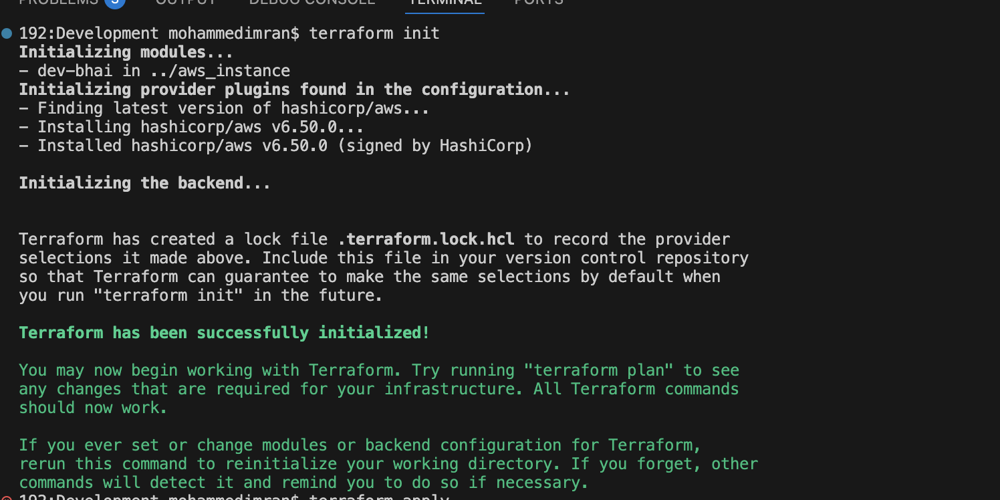 PROBLEMS OUTPUT DEBUG CONSOLE TERMINAL PORTS
192:Development mohammedimran$ terraform init
Initializing modules...
- dev-bhai in ../aws_instance
Initializing provider plugins found in the configuration...
- Finding latest version of hashicorp/aws...
- Installing hashicorp/aws v6.50.0...
- Installed hashicorp/aws v6.50.0 (signed by HashiCorp)
Initializing the backend...
Terraform has created a lock file .terraform.lock.hcl to record the provider
selections it made above. Include this file in your version control repository
so that Terraform can guarantee to make the same selections by default when
you run "terraform init" in the future.
Terraform has been successfully initialized!
You may now begin working with Terraform. Try running "terraform plan" to see
any changes that are required for your infrastructure. All Terraform commands
should now work.
If you ever set or change modules or backend configuration for Terraform,
rerun this command to reinitialize your working directory. If you forget, other
commands will detect it and remind you to do so if necessary.
192:Development mohammedimran$ terraform apply